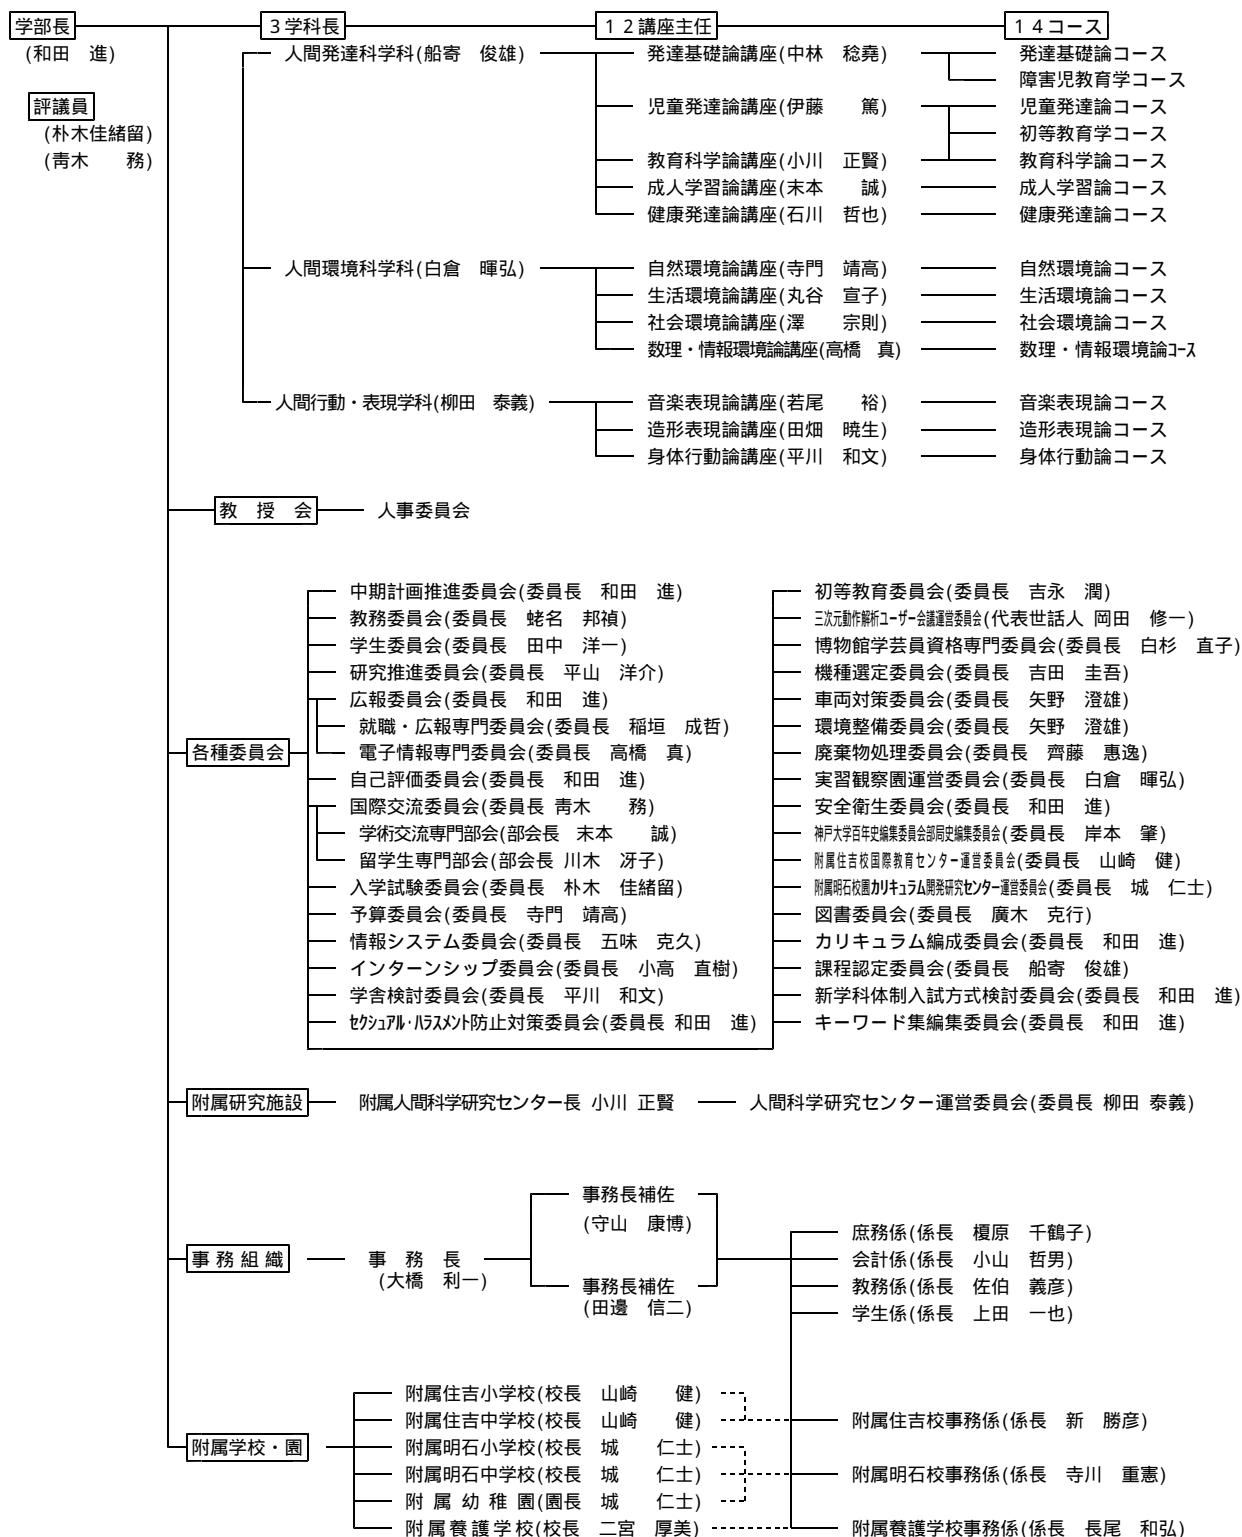 学部長 ３学科長 １２講座主任 １４コース
(和田　進) 人間発達科学科(船寄　俊雄) 発達基礎論講座(中林　稔堯) 発達基礎論コース
障害児教育学コース
評議員 児童発達論講座(伊藤　　篤) 児童発達論コース
(朴木佳緒留) 初等教育学コース
(青木　　務) 教育科学論講座(小川　正賢) 教育科学論コース
成人学習論講座(末本　　誠) 成人学習論コース
健康発達論講座(石川　哲也) 健康発達論コース
人間環境科学科(白倉　暉弘) 自然環境論講座(寺門　靖高) 自然環境論コース
生活環境論講座(丸谷　宣子) 生活環境論コース
社会環境論講座(澤　　宗則) 社会環境論コース
数理・情報環境論講座(高橋　真) 数理・情報環境論ｺｰｽ
人間行動・表現学科(柳田　泰義) 音楽表現論講座(若尾　　裕) 音楽表現論コース
造形表現論講座(田畑　暁生) 造形表現論コース
身体行動論講座(平川　和文) 身体行動論コース
教　授　会 人事委員会
中期計画推進委員会(委員長　和田　進)
教務委員会(委員長　蛯名　邦禎)
学生委員会(委員長　田中　洋一)
研究推進委員会(委員長　平山　洋介)
広報委員会(委員長　和田　進)
就職・広報専門委員会(委員長　稲垣　成哲)
各種委員会 電子情報専門委員会(委員長　高橋　真)
自己評価委員会(委員長　和田　進)
国際交流委員会(委員長 青木　　務)
学術交流専門部会(部会長　末本　　誠)
留学生専門部会(部会長 川木　冴子)
入学試験委員会(委員長　朴木　佳緒留)
予算委員会(委員長　寺門　靖高)
情報システム委員会(委員長　五味　克久)
インターンシップ委員会(委員長　小高　直樹)
学舎検討委員会(委員長　平川　和文)
ｾｸｼｭｱﾙ・ﾊﾗｽﾒﾝﾄ防止対策委員会(委員長 和田　進)
初等教育委員会(委員長　吉永　潤)
三次元動作解析ユーザー会議運営委員会(代表世話人 岡田　修一)
博物館学芸員資格専門委員会(委員長　白杉　直子)
機種選定委員会(委員長　吉田　圭吾)
車両対策委員会(委員長　矢野　澄雄)
環境整備委員会(委員長　矢野　澄雄)
廃棄物処理委員会(委員長　齊藤　惠逸)
実習観察園運営委員会(委員長　白倉　暉弘)
安全衛生委員会(委員長　和田　進)
神戸大学百年史編集委員会部局史編集委員会(委員長　岸本　肇)
附属住吉校国際教育センター運営委員会(委員長　山崎　健)
附属明石校園カリキュラム開発研究センター運営委員会(委員長　城　仁士)
図書委員会(委員長　廣木　克行)
カリキュラム編成委員会(委員長　和田　進)
課程認定委員会(委員長　船寄　俊雄)
新学科体制入試方式検討委員会(委員長　和田　進)
キーワード集編集委員会(委員長　和田　進)
附属研究施設 附属人間科学研究センター長 小川 正賢 人間科学研究センター運営委員会(委員長 柳田 泰義)
事務長補佐
(守山　康博)
事 務 組 織 事　務　長
(大橋　利一)
事務長補佐
(田邊　信二)
庶務係(係長　榎原　千鶴子)
会計係(係長　小山　哲男)
教務係(係長　佐伯　義彦)
学生係(係長　上田　一也)
附属住吉小学校(校長　山崎　　健)
附属住吉中学校(校長　山崎　　健) 附属住吉校事務係(係長　新　勝彦)
附属学校・園 附属明石小学校(校長　城　　仁士)
附属明石中学校(校長　城　　仁士) 附属明石校事務係(係長　寺川　重憲)
附 属 幼 稚 園(園長　城　　仁士)
附属養護学校(校長　二宮　厚美) 附属養護学校事務係(係長　長尾　和弘)